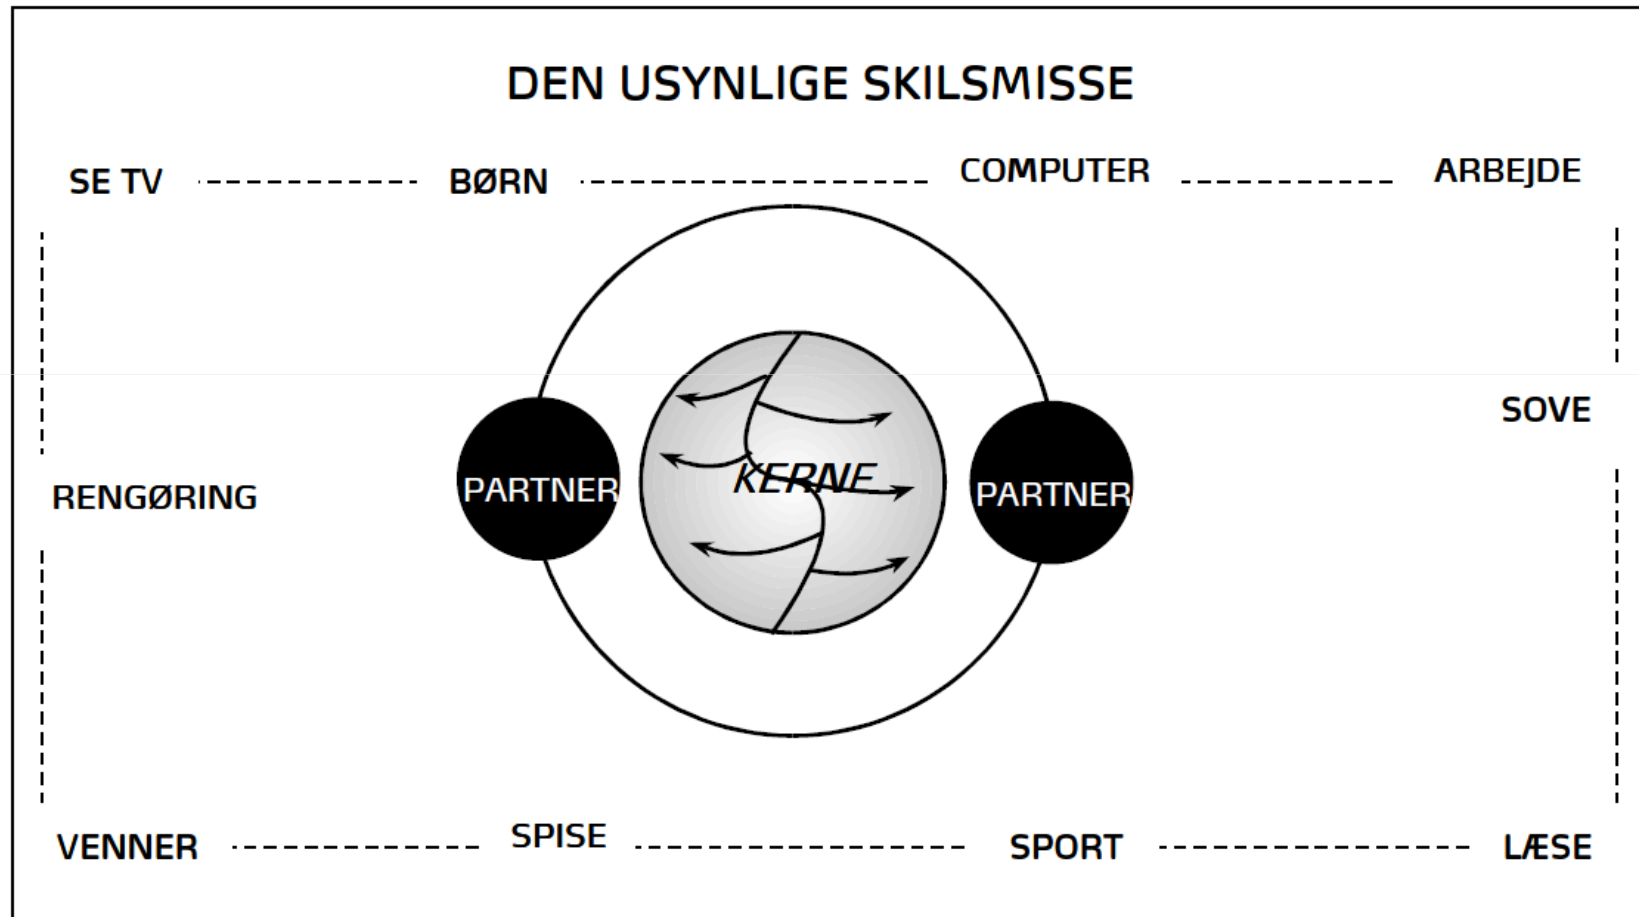 DEN USYNLIGE SKILSMISSE
SE TV
BØRN
COMPUTER
ARBEJDE
SOVE
KERNE
PARTNER
PARTNER
RENGØRING
VENNER
SPISE
SPORT
LÆSE